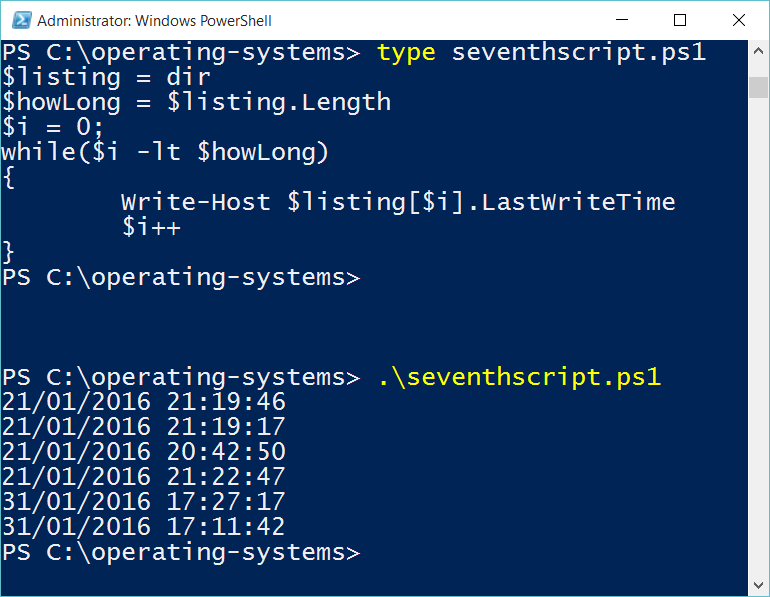 Administrator: Windows PowerShell
PS C:\operating-systems> type seventhscript.ps1
$listing = dir
$howLong = $listing.Length
$i = 0;
while($i -lt $howLong)
{
        Write-Host $listing[$i].LastWriteTime
        $i++
}
PS C:\operating-systems>
PS C:\operating-systems> .\seventhscript.ps1
21/01/2016 21:19:46
21/01/2016 21:19:17
21/01/2016 20:42:50
21/01/2016 21:22:47
31/01/2016 17:27:17
31/01/2016 17:11:42
PS C:\operating-systems>